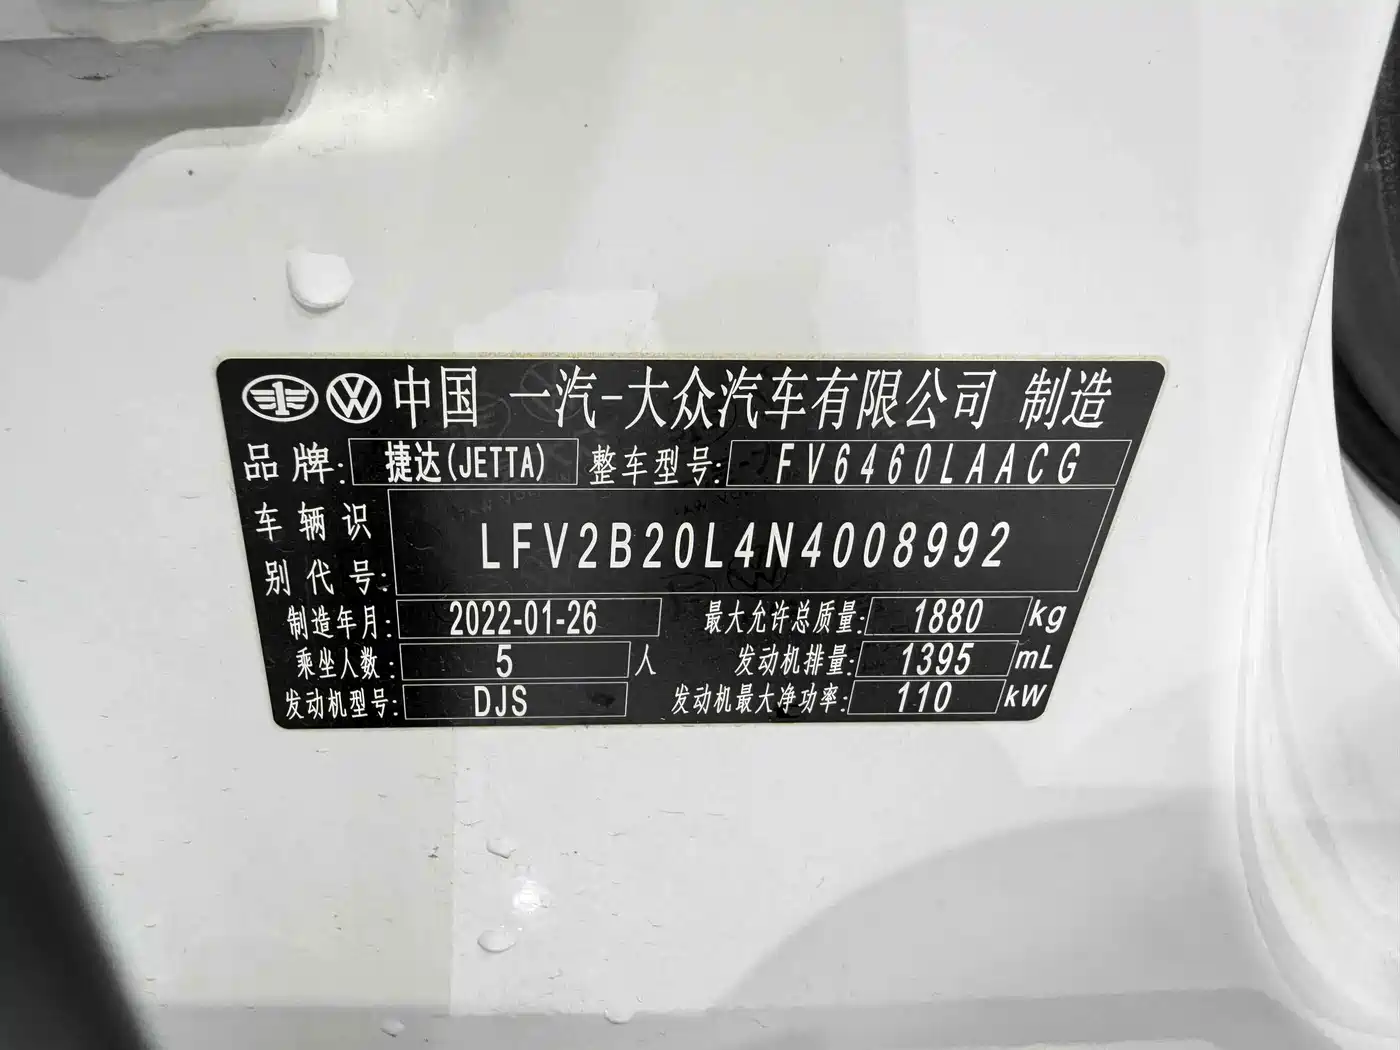 中国 一汽-大众汽车有限公司 制造
品牌: 捷达(JETTA) 整车型号: FV6460LAACG
车辆识别代号: LFV2B20L4N4008992
制造年月: 2022-01-26 最大允许总质量: 1880 kg
乘坐人数: 5 人 发动机排量: 1395 mL
发动机型号: DJS 发动机最大净功率: 110 kW